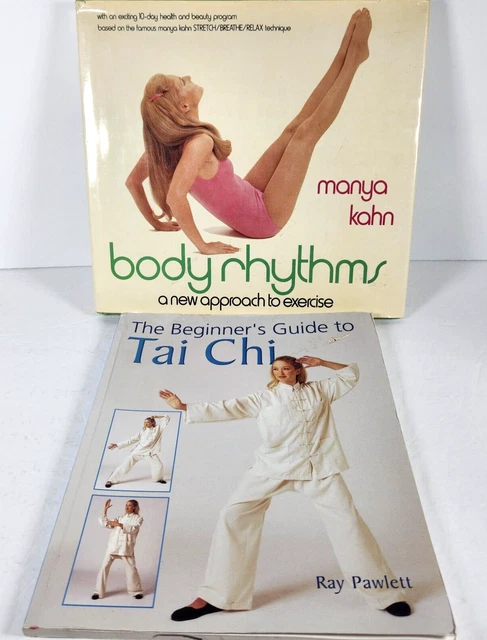 with an exciting 10-day health and beauty program
based on the famous manya kahn STRETCH/BREATHE/RELAX technique
manya
kahn
body rhythms
a new approach to exercise
The Beginner's Guide to
Tai Chi
Ray Pawlett